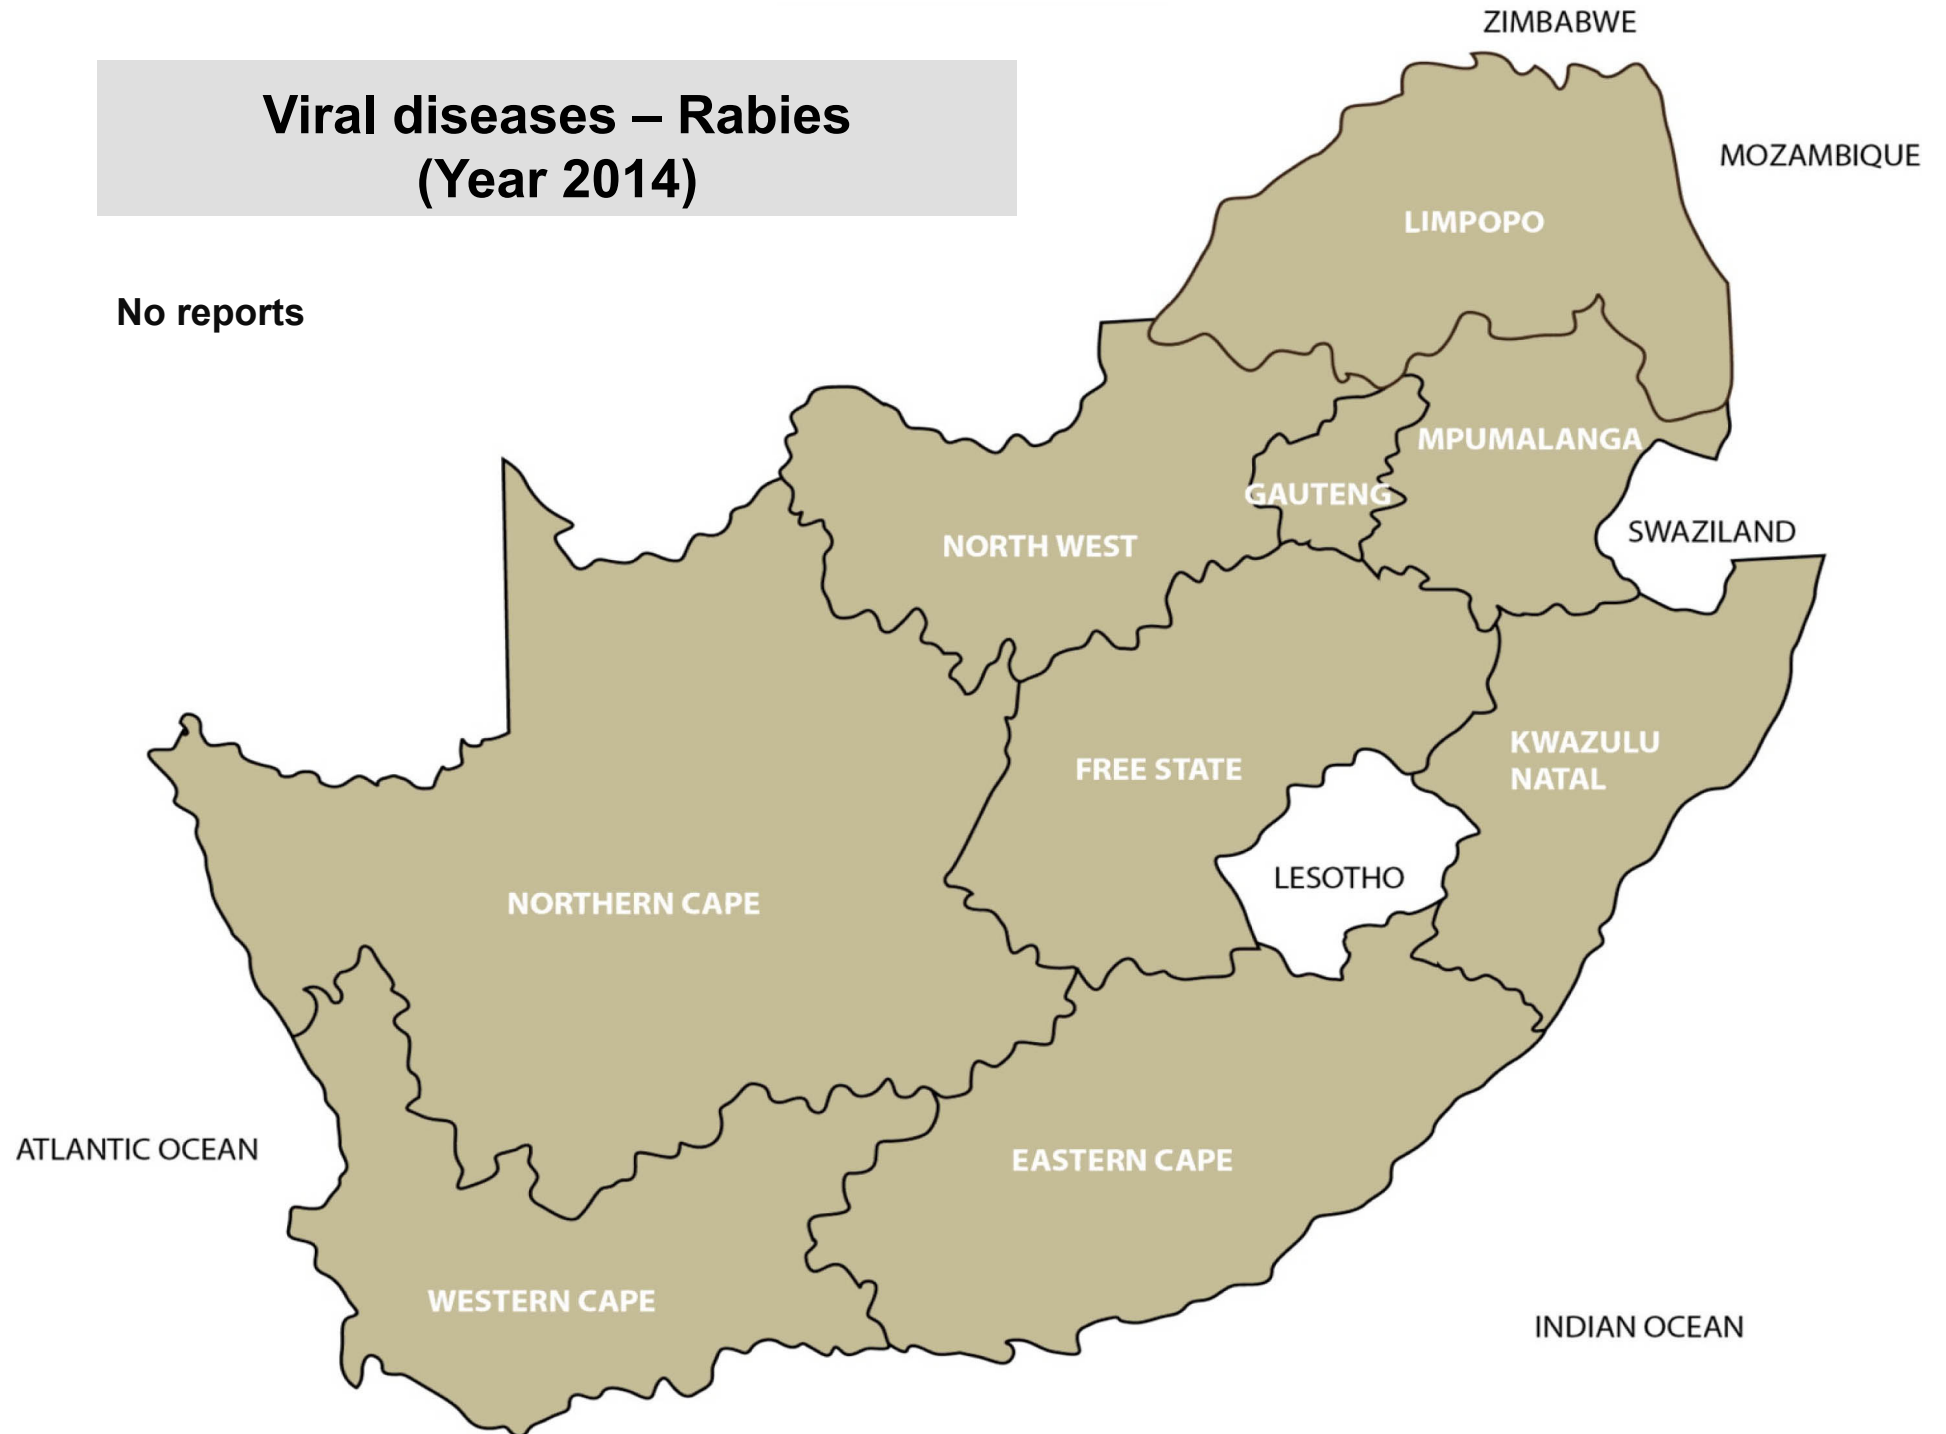 ZIMBABWE
Viral diseases – Rabies
(Year 2014)
MOZAMBIQUE
LIMPOPO
No reports
MPUMALANGA
GAUTENG
SWAZILAND
NORTH WEST
KWAZULU
NATAL
FREE STATE
LESOTHO
NORTHERN CAPE
ATLANTIC OCEAN
EASTERN CAPE
WESTERN CAPE
INDIAN OCEAN